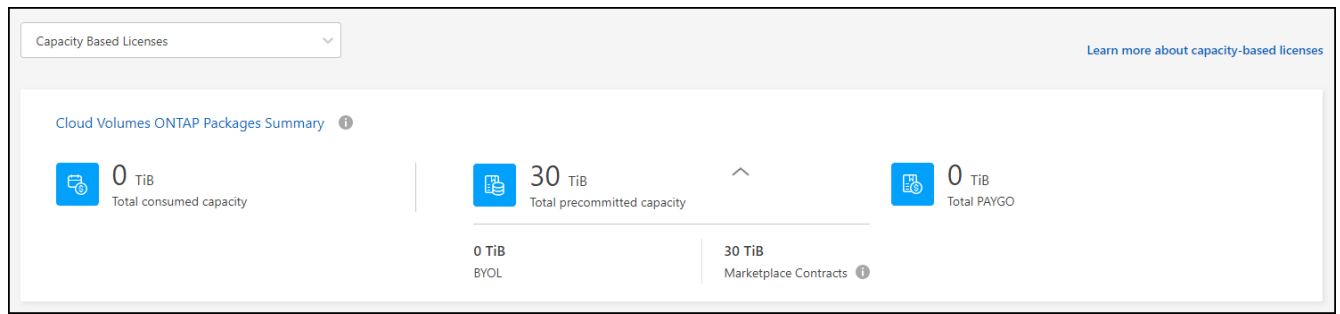 Capacity Based Licenses
Learn more about capacity-based licenses
Cloud Volumes ONTAP Packages Summary
0 TiB
Total consumed capacity
30 TiB
Total precommitted capacity
0 TiB
BYOL
30 TiB
Marketplace Contracts
0 TiB
Total PAYGO